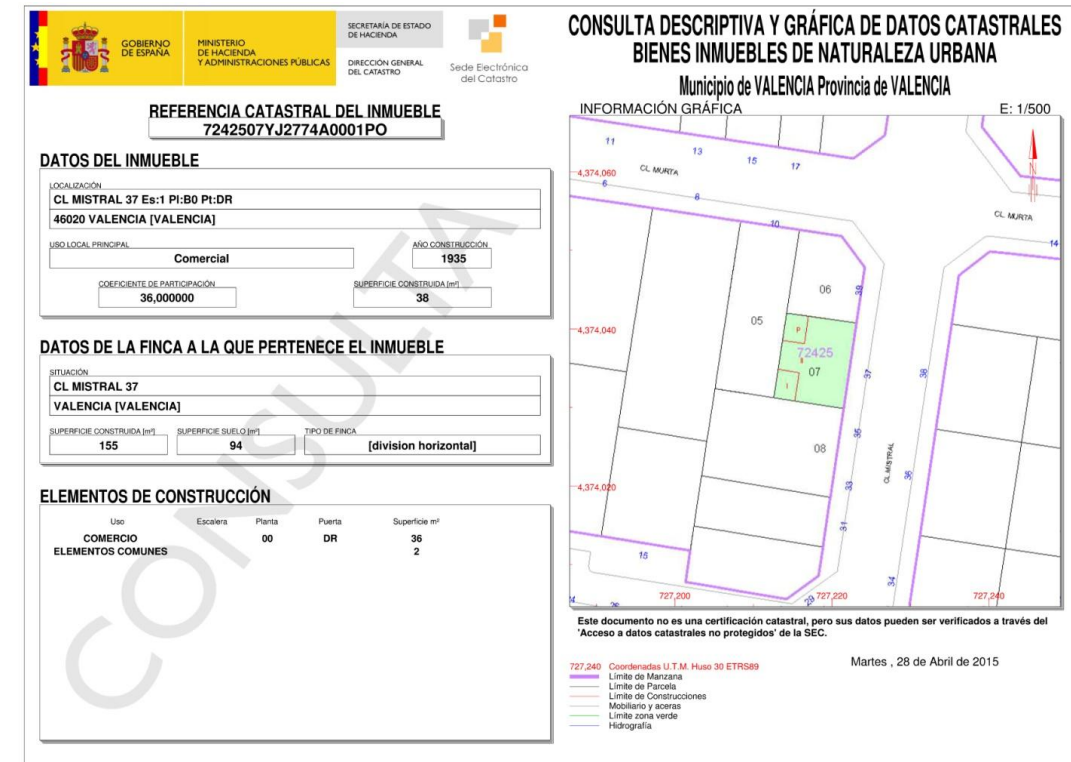 GOBIERNO
DE ESPAÑA
MINISTERIO
DE HACIENDA
Y ADMINISTRACIONES PÚBLICAS
SECRETARÍA DE ESTADO
DE HACIENDA
DIRECCIÓN GENERAL
DEL CATASTRO
Sede Electrónica
del Catastro
REFERENCIA CATASTRAL DEL INMUEBLE
7242507YJ2774A0001PO
DATOS DEL INMUEBLE
LOCALIZACIÓN
CL MISTRAL 37 Es:1 Pl:B0 Pt:DR
46020 VALENCIA [VALENCIA]
USO LOCAL PRINCIPAL
Comercial
AÑO CONSTRUCCIÓN
1935
COEFICIENTE DE PARTICIPACIÓN
36,000000
SUPERFICIE CONSTRUIDA [m²]
38
DATOS DE LA FINCA A LA QUE PERTENECE EL INMUEBLE
SITUACIÓN
CL MISTRAL 37
VALENCIA [VALENCIA]
SUPERFICIE CONSTRUIDA [m²]
155
SUPERFICIE SUELO [m²]
94
TIPO DE FINCA
[division horizontal]
ELEMENTOS DE CONSTRUCCIÓN
Uso Escalera Planta Puerta Superficie m²
COMERCIO 00 DR 36
ELEMENTOS COMUNES 2
CONSULTA
CONSULTA DESCRIPTIVA Y GRÁFICA DE DATOS CATASTRALES
BIENES INMUEBLES DE NATURALEZA URBANA
Municipio de VALENCIA Provincia de VALENCIA
INFORMACIÓN GRÁFICA E: 1/500
11
13
15
17
CL MURTA
4,374,060
6
8
10
N
CL MURTA
14
39
06
05
P
4,374,040
72425
07
I
37
38
35
08
CL MISTRAL
36
33
4,374,020
31
15
34
29
727,200
727,220
727,240
Este documento no es una certificación catastral, pero sus datos pueden ser verificados a través del
'Acceso a datos catastrales no protegidos' de la SEC.
Martes , 28 de Abril de 2015
727,240 Coordenadas U.T.M. Huso 30 ETRS89
Límite de Manzana
Límite de Parcela
Límite de Construcciones
Mobiliario y aceras
Límite zona verde
Hidrografía